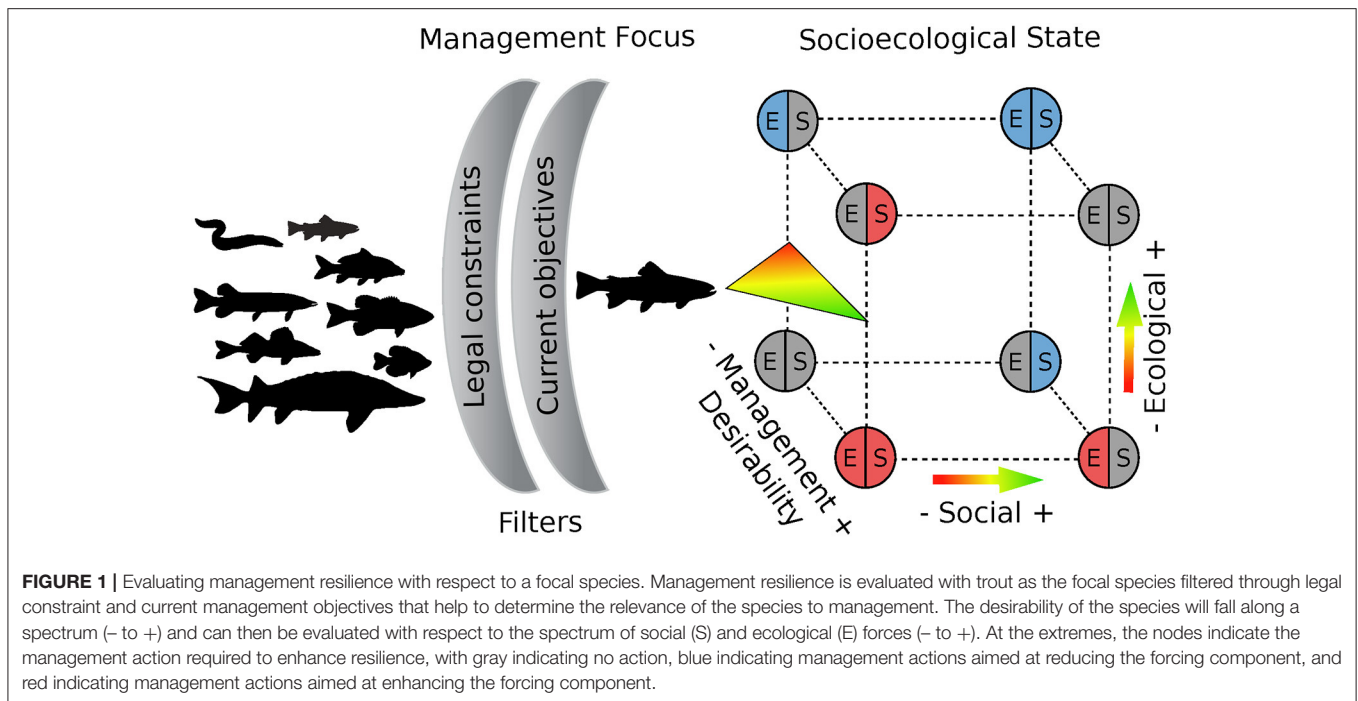 Management Focus
Socioecological State
Legal constraints
Current objectives
Filters
E S
E S
E S
E S
E S
E S
E S
E S
- Management +
Desirability
- Social +
- Ecological +
FIGURE 1 | Evaluating management resilience with respect to a focal species. Management resilience is evaluated with trout as the focal species filtered through legal
constraint and current management objectives that help to determine the relevance of the species to management. The desirability of the species will fall along a
spectrum (– to +) and can then be evaluated with respect to the spectrum of social (S) and ecological (E) forces (– to +). At the extremes, the nodes indicate the
management action required to enhance resilience, with gray indicating no action, blue indicating management actions aimed at reducing the forcing component, and
red indicating management actions aimed at enhancing the forcing component.